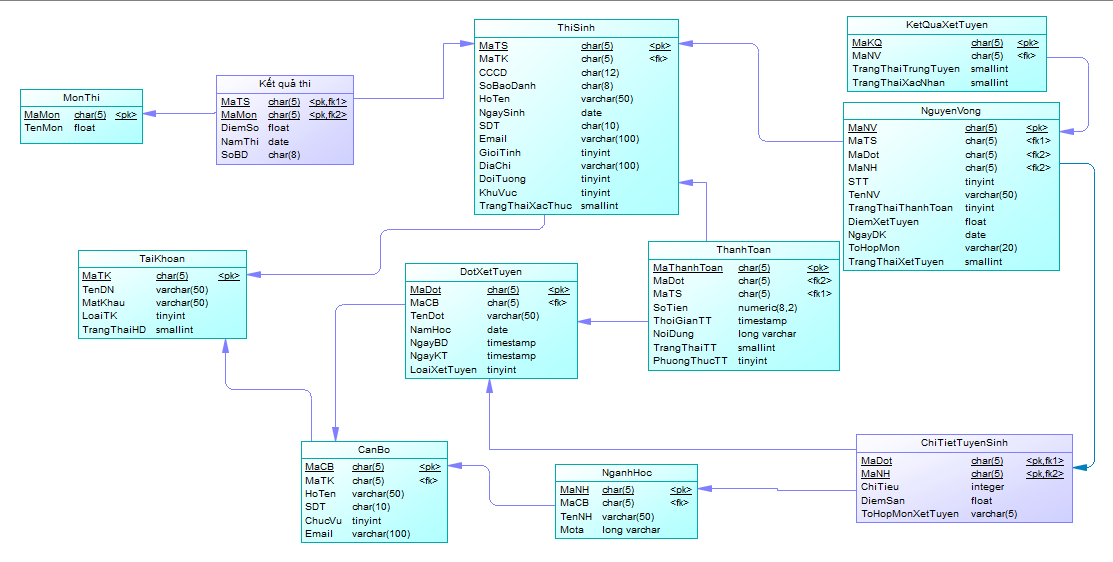 ThiSinh
MaTS char(5) <pk>
MaTK char(5) <fk>
CCCD char(12)
SoBaoDanh char(8)
HoTen varchar(50)
NgaySinh date
SDT char(10)
Email varchar(100)
GioiTinh tinyint
DiaChi varchar(100)
DoiTuong tinyint
KhuVuc tinyint
TrangThaiXacThuc smallint
KetQuaXetTuyen
MaKQ char(5) <pk>
MaNV char(5) <fk>
TrangThaiTrungTuyen smallint
TrangThaiXacNhan smallint
Kết quả thi
MaTS char(5) <pk,fk1>
MaMon char(5) <pk,fk2>
DiemSo float
NamThi date
SoBD char(8)
MonThi
MaMon char(5) <pk>
TenMon float
NguyenVong
MaNV char(5) <pk>
MaTS char(5) <fk1>
MaDot char(5) <fk2>
MaNH char(5) <fk2>
STT tinyint
TenNV varchar(50)
TrangThaiThanhToan tinyint
DiemXetTuyen float
NgayDK date
ToHopMon varchar(20)
TrangThaiXetTuyen smallint
TaiKhoan
MaTK char(5) <pk>
TenDN varchar(50)
MatKhau varchar(50)
LoaiTK tinyint
TrangThaiHD smallint
DotXetTuyen
MaDot char(5) <pk>
MaCB char(5) <fk>
TenDot varchar(50)
NamHoc date
NgayBD timestamp
NgayKT timestamp
LoaiXetTuyen tinyint
ThanhToan
MaThanhToan char(5) <pk>
MaDot char(5) <fk2>
MaTS char(5) <fk1>
SoTien numeric(8,2)
ThoiGianTT timestamp
NoiDung long varchar
TrangThaiTT smallint
PhuongThucTT tinyint
CanBo
MaCB char(5) <pk>
MaTK char(5) <fk>
HoTen varchar(50)
SDT char(10)
ChucVu tinyint
Email varchar(100)
NganhHoc
MaNH char(5) <pk>
MaCB char(5) <fk>
TenNH varchar(50)
Mota long varchar
ChiTietTuyenSinh
MaDot char(5) <pk,fk1>
MaNH char(5) <pk,fk2>
ChiTieu integer
DiemSan float
ToHopMonXetTuyen varchar(5)